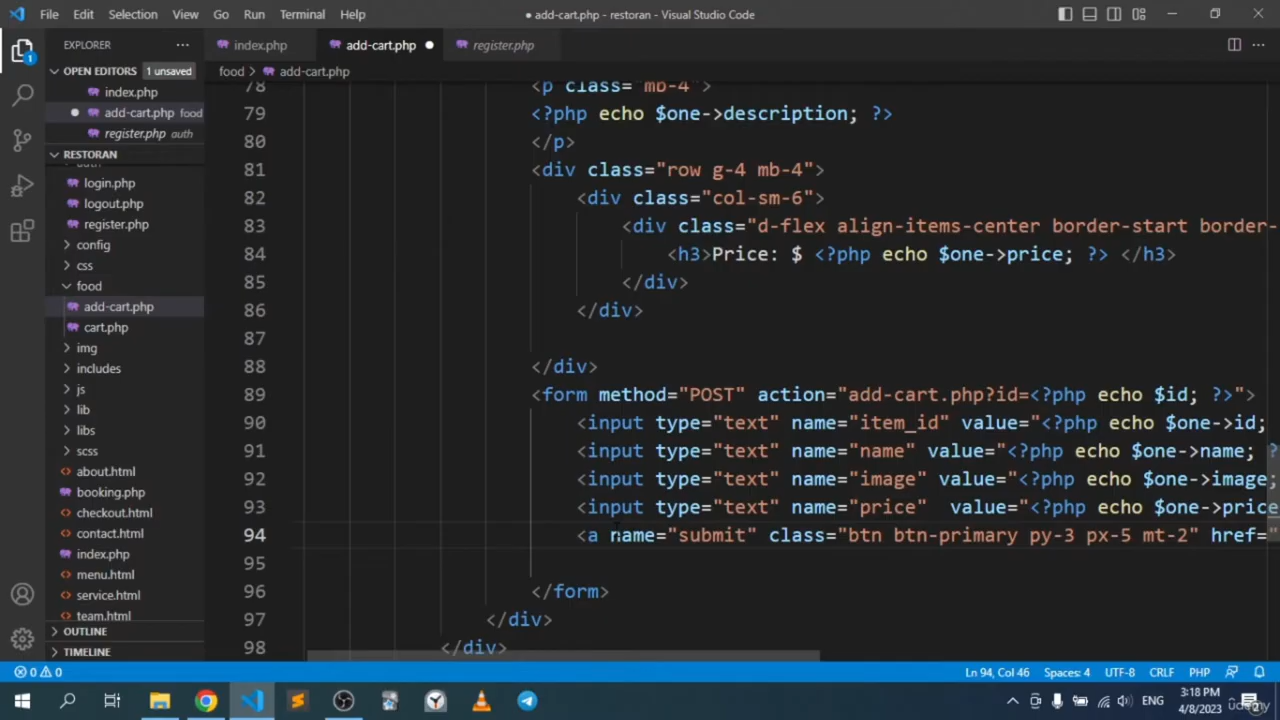 File Edit Selection View Go Run Terminal Help
● add-cart.php - restoran - Visual Studio Code
EXPLORER
index.php
add-cart.php
register.php
OPEN EDITORS 1 unsaved
index.php
add-cart.php food
register.php auth
RESTORAN
login.php
logout.php
register.php
config
css
food
add-cart.php
cart.php
img
includes
js
lib
libs
scss
about.html
booking.php
checkout.html
contact.html
index.php
menu.html
service.html
team.html
OUTLINE
TIMELINE
food > add-cart.php
78 <p class="mb-4">
79 <?php echo $one->description; ?>
80 </p>
81 <div class="row g-4 mb-4">
82 <div class="col-sm-6">
83 <div class="d-flex align-items-center border-start border-
84 <h3>Price: $ <?php echo $one->price; ?> </h3>
85 </div>
86 </div>
87
88 </div>
89 <form method="POST" action="add-cart.php?id=<?php echo $id; ?>">
90 <input type="text" name="item_id" value="<?php echo $one->id;
91 <input type="text" name="name" value="<?php echo $one->name; ?
92 <input type="text" name="image" value="<?php echo $one->image;
93 <input type="text" name="price" value="<?php echo $one->price
94 <a name="submit" class="btn btn-primary py-3 px-5 mt-2" href="
95
96 </form>
97 </div>
98 </div>
0 0
Ln 94, Col 46 Spaces: 4 UTF-8 CRLF PHP
ENG
3:18 PM
4/8/2023
udemy